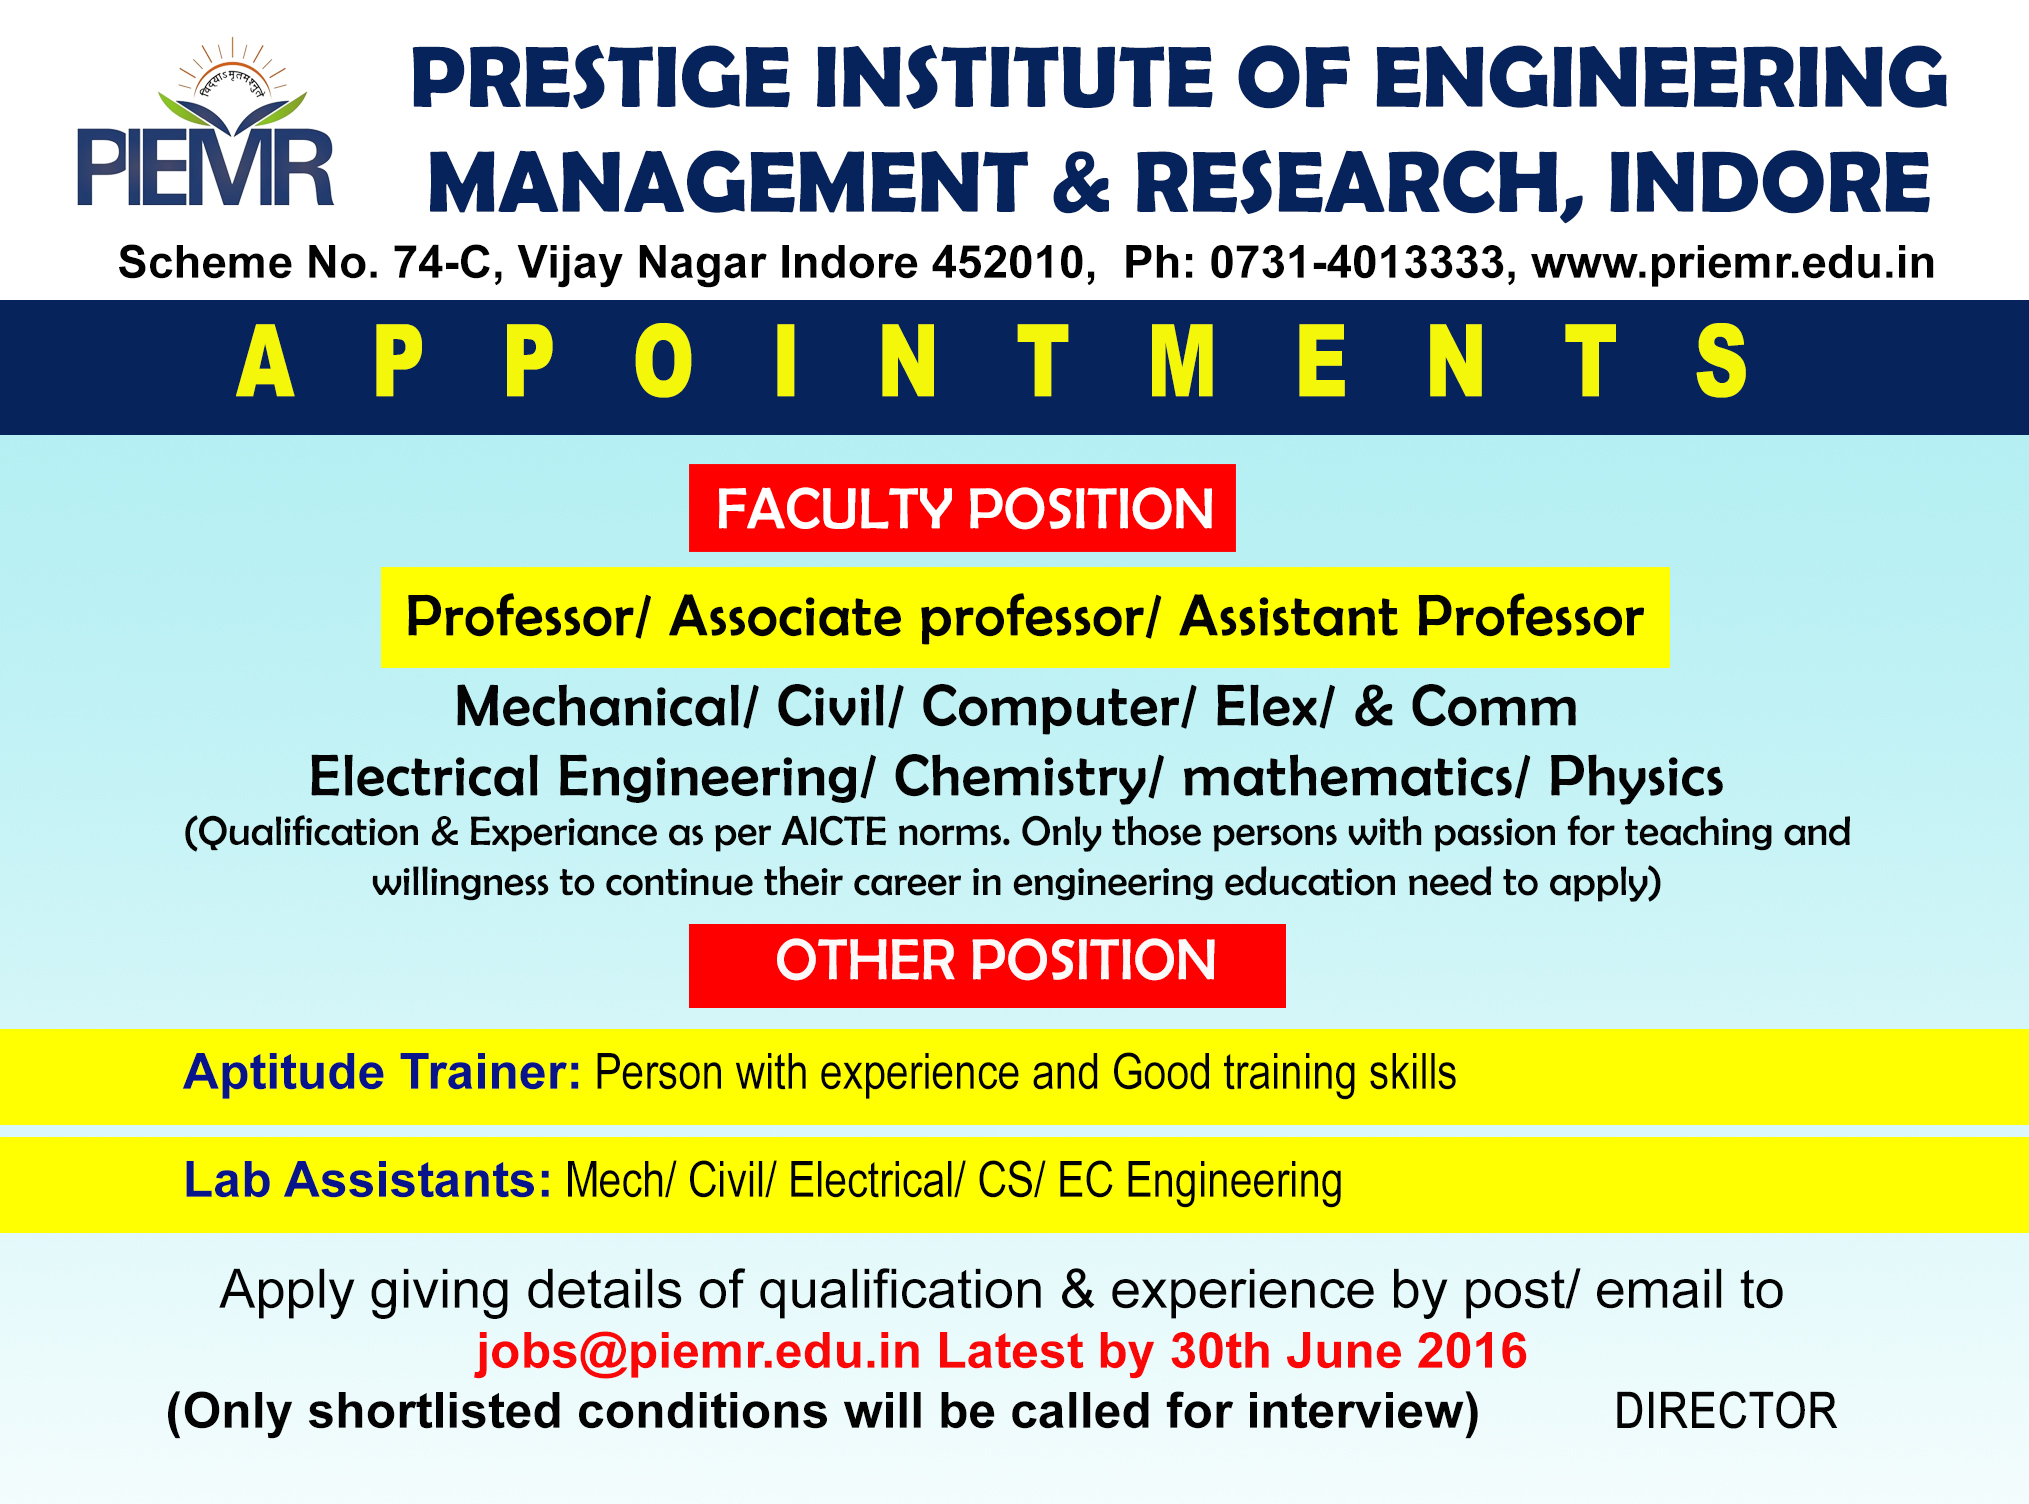 विद्ययाऽमृतमश्नुते
PIEMR
PRESTIGE INSTITUTE OF ENGINEERING
MANAGEMENT & RESEARCH, INDORE
Scheme No. 74-C, Vijay Nagar Indore 452010, Ph: 0731-4013333, www.priemr.edu.in
APPOINTMENTS
FACULTY POSITION
Professor/ Associate professor/ Assistant Professor
Mechanical/ Civil/ Computer/ Elex/ & Comm
Electrical Engineering/ Chemistry/ mathematics/ Physics
(Qualification & Experiance as per AICTE norms. Only those persons with passion for teaching and
willingness to continue their career in engineering education need to apply)
OTHER POSITION
Aptitude Trainer: Person with experience and Good training skills
Lab Assistants: Mech/ Civil/ Electrical/ CS/ EC Engineering
Apply giving details of qualification & experience by post/ email to
jobs@piemr.edu.in Latest by 30th June 2016
(Only shortlisted conditions will be called for interview) DIRECTOR